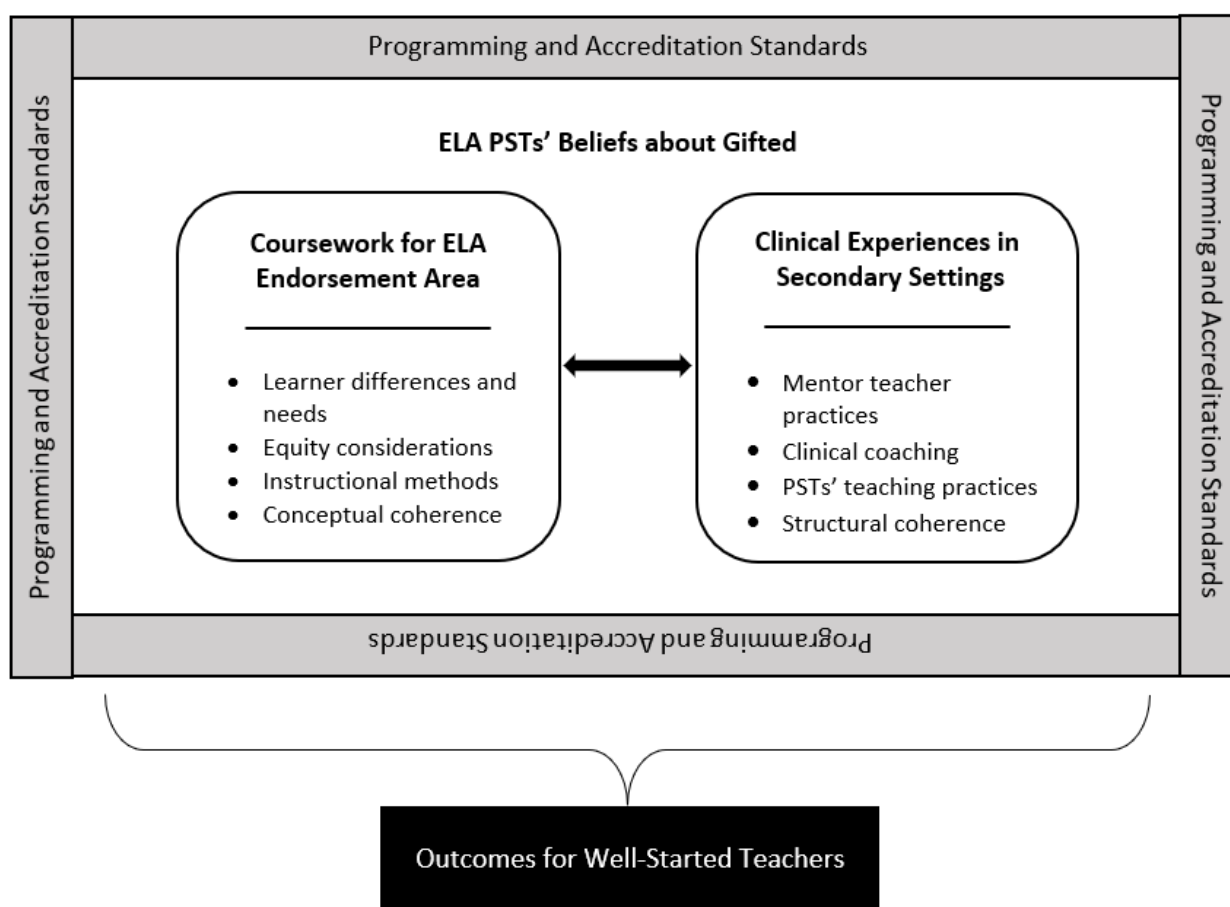 Programming and Accreditation Standards
Programming and Accreditation Standards
Programming and Accreditation Standards
ELA PSTs’ Beliefs about Gifted
Coursework for ELA
Endorsement Area
• Learner differences and
needs
• Equity considerations
• Instructional methods
• Conceptual coherence
Clinical Experiences in
Secondary Settings
• Mentor teacher
practices
• Clinical coaching
• PSTs’ teaching practices
• Structural coherence
Programming and Accreditation Standards
Outcomes for Well-Started Teachers